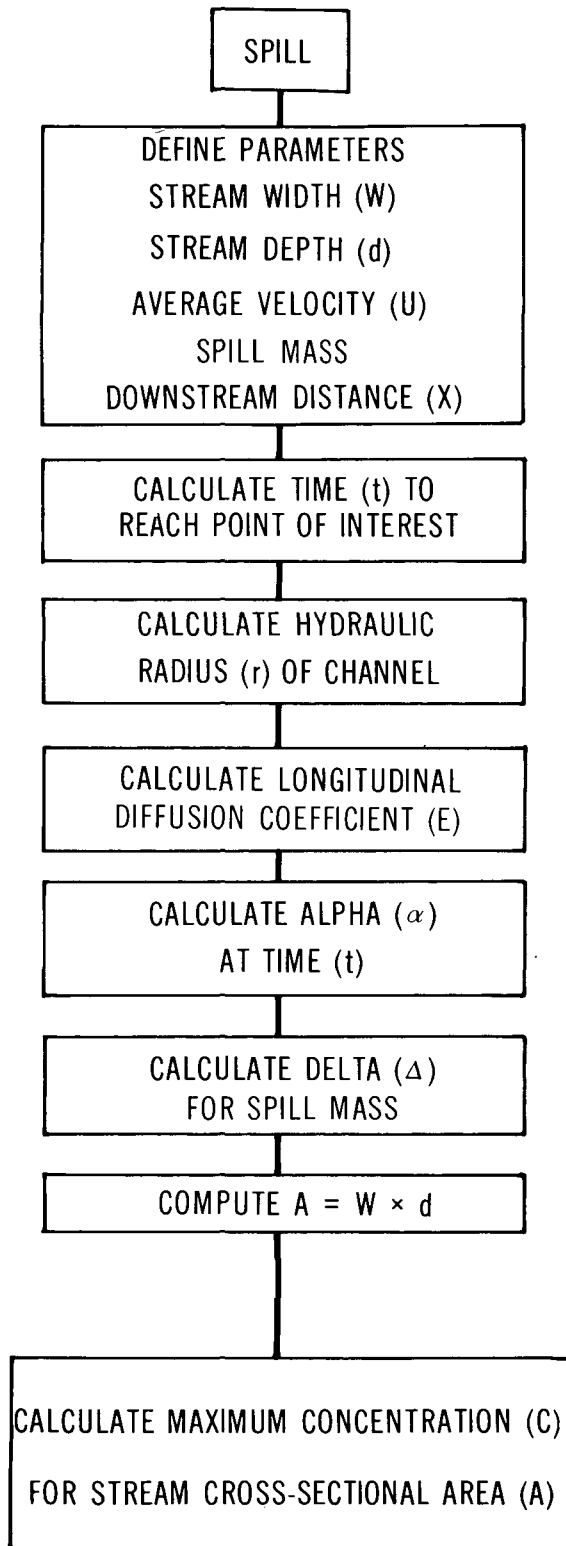 SPILL
DEFINE PARAMETERS
STREAM WIDTH (W)
STREAM DEPTH (d)
AVERAGE VELOCITY (U)
SPILL MASS
DOWNSTREAM DISTANCE (X)
CALCULATE TIME (t) TO
REACH POINT OF INTEREST
CALCULATE HYDRAULIC
RADIUS (r) OF CHANNEL
CALCULATE LONGITUDINAL
DIFFUSION COEFFICIENT (E)
CALCULATE ALPHA (α)
AT TIME (t)
CALCULATE DELTA (Δ)
FOR SPILL MASS
COMPUTE A = W × d
CALCULATE MAXIMUM CONCENTRATION (C)
FOR STREAM CROSS-SECTIONAL AREA (A)